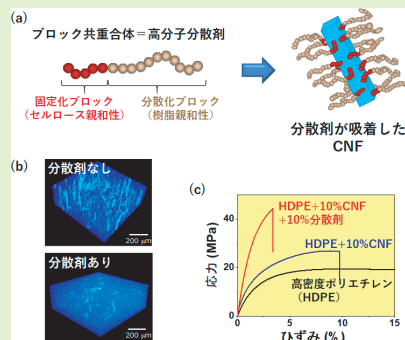 (a)
ブロック共重合体＝高分子分散剤
固定化ブロック
（セルロース親和性）
分散化ブロック
（樹脂親和性）
分散剤が吸着した
CNF
(b)
分散剤なし
200 μm
分散剤あり
200 μm
(c)
応力 (MPa)
40
20
0
0
5
10
15
ひずみ (%)
HDPE+10%CNF
+10%分散剤
HDPE+10%CNF
高密度ポリエチレン
（HDPE）